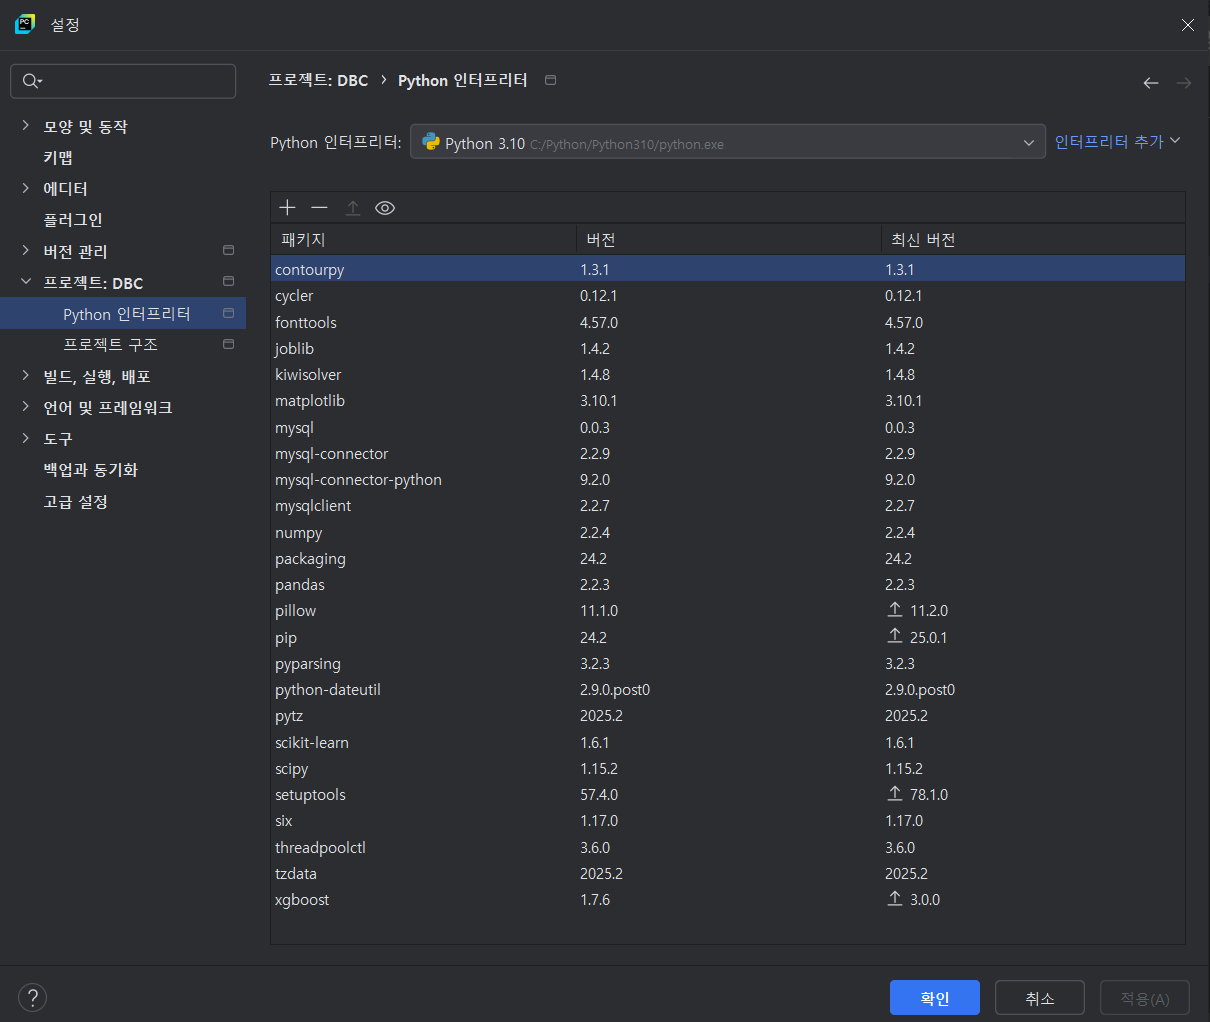 PC
설정
프로젝트: DBC › Python 인터프리터
Python 인터프리터: Python 3.10 C:/Python/Python310/python.exe 인터프리터 추가
모양 및 동작
키맵
에디터
플러그인
버전 관리
프로젝트: DBC
Python 인터프리터
프로젝트 구조
빌드, 실행, 배포
언어 및 프레임워크
도구
백업과 동기화
고급 설정
패키지 버전 최신 버전
contourpy 1.3.1 1.3.1
cycler 0.12.1 0.12.1
fonttools 4.57.0 4.57.0
joblib 1.4.2 1.4.2
kiwisolver 1.4.8 1.4.8
matplotlib 3.10.1 3.10.1
mysql 0.0.3 0.0.3
mysql-connector 2.2.9 2.2.9
mysql-connector-python 9.2.0 9.2.0
mysqlclient 2.2.7 2.2.7
numpy 2.2.4 2.2.4
packaging 24.2 24.2
pandas 2.2.3 2.2.3
pillow 11.1.0 11.2.0
pip 24.2 25.0.1
pyparsing 3.2.3 3.2.3
python-dateutil 2.9.0.post0 2.9.0.post0
pytz 2025.2 2025.2
scikit-learn 1.6.1 1.6.1
scipy 1.15.2 1.15.2
setuptools 57.4.0 78.1.0
six 1.17.0 1.17.0
threadpoolctl 3.6.0 3.6.0
tzdata 2025.2 2025.2
xgboost 1.7.6 3.0.0
? 확인 취소 적용(A)